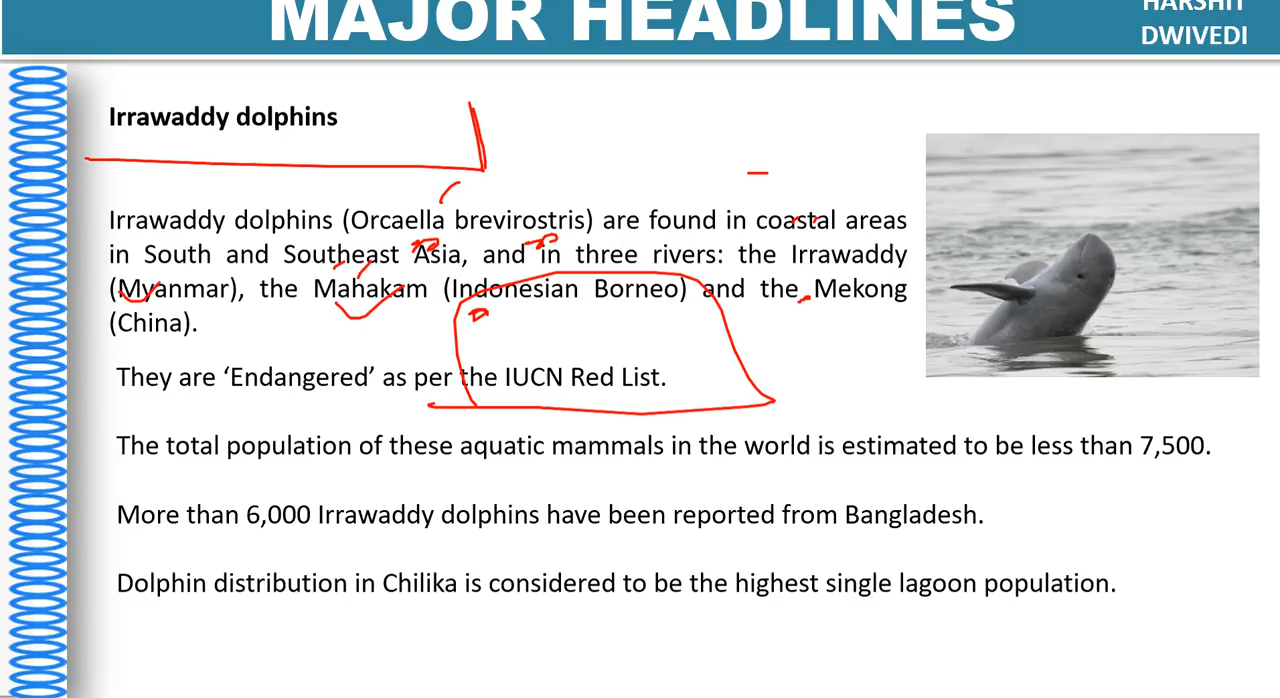 MAJOR HEADLINES
HARSHIT
DWIVEDI
Irrawaddy dolphins
Irrawaddy dolphins (Orcaella brevirostris) are found in coastal areas
in South and Southeast Asia, and in three rivers: the Irrawaddy
(Myanmar), the Mahakam (Indonesian Borneo) and the Mekong
(China).
They are ‘Endangered’ as per the IUCN Red List.
The total population of these aquatic mammals in the world is estimated to be less than 7,500.
More than 6,000 Irrawaddy dolphins have been reported from Bangladesh.
Dolphin distribution in Chilika is considered to be the highest single lagoon population.